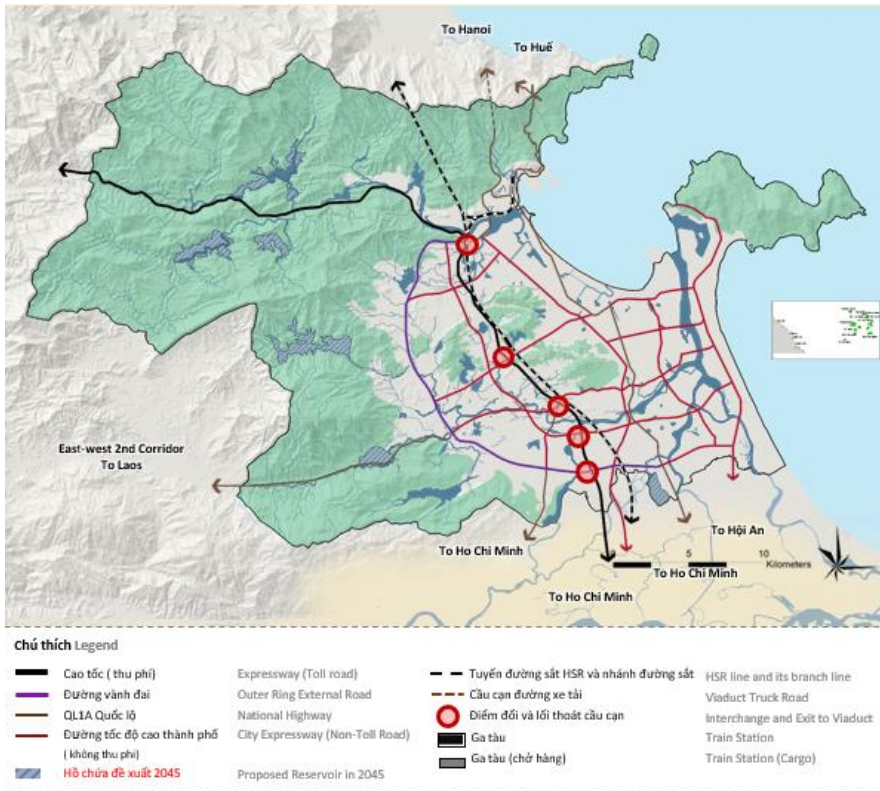 To Hanoi
To Huế
East-west 2nd Corridor
To Laos
To Ho Chi Minh
To Hội An
To Ho Chi Minh
To Ho Chi Minh
5
10
Kilometers
Chú thích Legend
Cao tốc ( thu phí) Expressway (Toll road)
Đường vành đai Outer Ring External Road
QL1A Quốc lộ National Highway
Đường tốc độ cao thành phố City Expressway (Non-Toll Road)
( không thu phí)
Hồ chứa đề xuất 2045 Proposed Reservoir in 2045
Tuyến đường sắt HSR và nhánh đường sắt HSR line and its branch line
Cầu cạn đường xe tải Viaduct Truck Road
Điểm đổi và lối thoát cầu cạn Interchange and Exit to Viaduct
Ga tàu Train Station
Ga tàu (chở hàng) Train Station (Cargo)